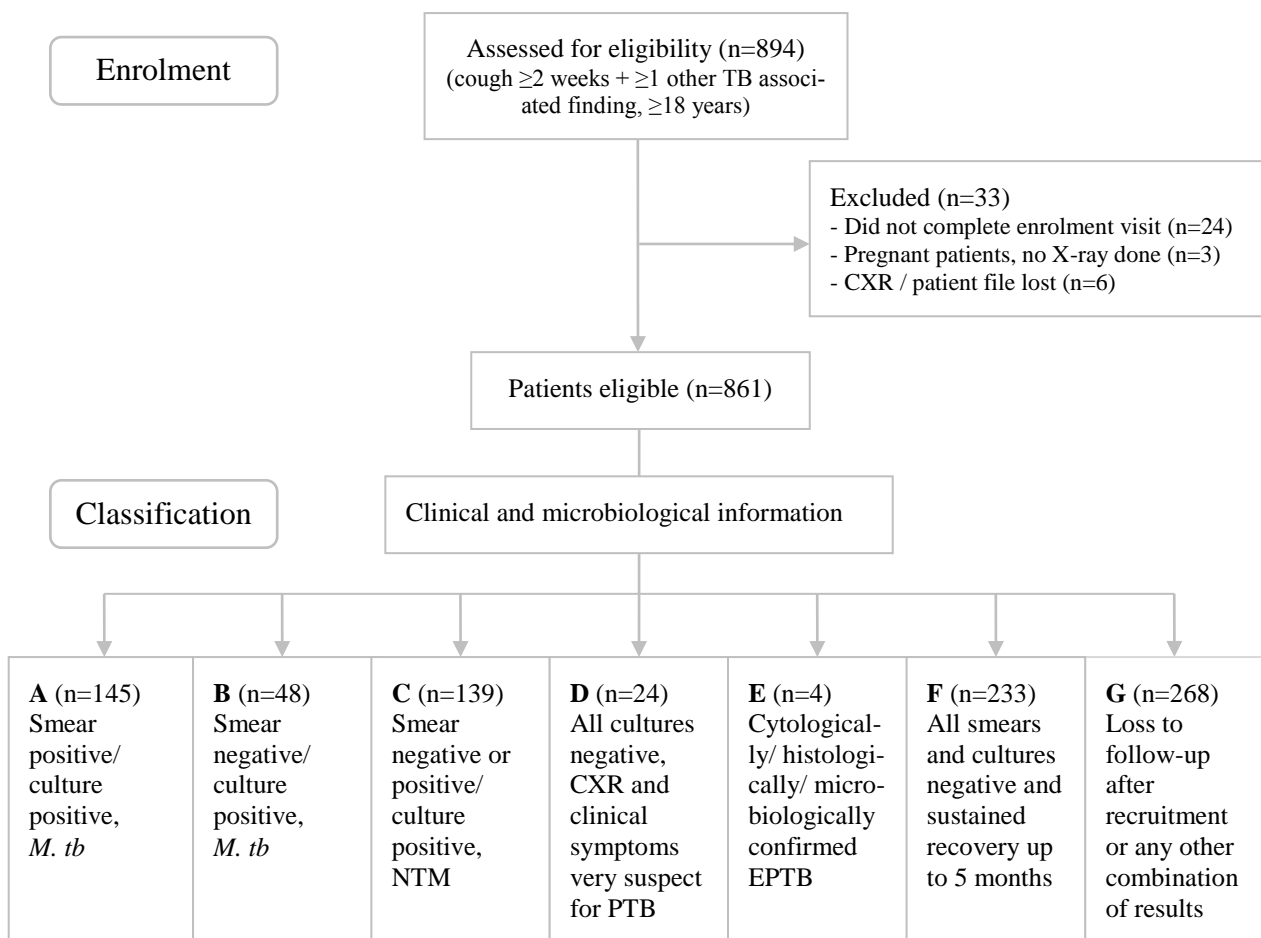 Enrolment
Assessed for eligibility (n=894)
(cough ≥2 weeks + ≥1 other TB associ-
ated finding, ≥18 years)
Excluded (n=33)
- Did not complete enrolment visit (n=24)
- Pregnant patients, no X-ray done (n=3)
- CXR / patient file lost (n=6)
Patients eligible (n=861)
Classification
Clinical and microbiological information
A (n=145)
Smear
positive/
culture
positive,
M. tb
B (n=48)
Smear
negative/
culture
positive,
M. tb
C (n=139)
Smear
negative or
positive/
culture
positive,
NTM
D (n=24)
All cultures
negative,
CXR and
clinical
symptoms
very suspect
for PTB
E (n=4)
Cytological-
ly/ histologi-
cally/ micro-
biologically
confirmed
EPTB
F (n=233)
All smears
and cultures
negative and
sustained
recovery up
to 5 months
G (n=268)
Loss to
follow-up
after
recruitment
or any other
combination
of results